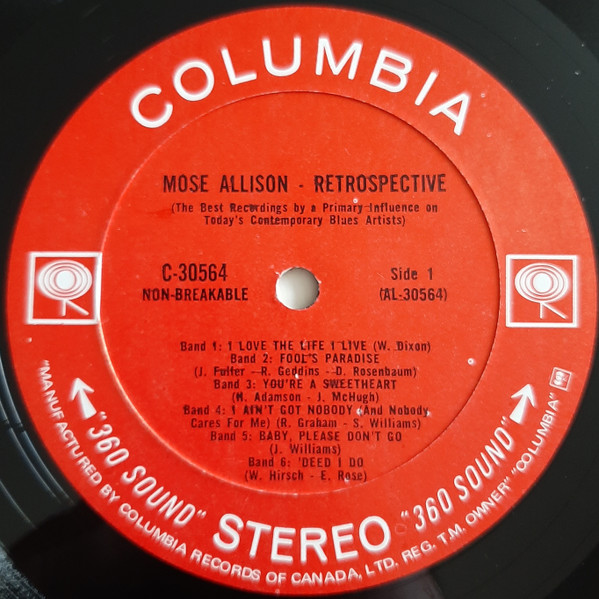 COLUMBIA
MOSE ALLISON - RETROSPECTIVE
(The Best Recordings by a Primary Influence on
Today's Contemporary Blues Artists)
C-30564
NON-BREAKABLE
Side 1
(AL-30564)
Band 1: I LOVE THE LIFE I LIVE (W. Dixon)
Band 2: FOOL'S PARADISE
(J. Fuller - R. Geddins - D. Rosenbaum)
Band 3: YOU'RE A SWEETHEART
(H. Adamson - J. McHugh)
Band 4: I AIN'T GOT NOBODY (And Nobody
Cares For Me) (R. Graham - S. Williams)
Band 5: BABY, PLEASE DON'T GO
(J. Williams)
Band 6: 'DEED I DO
(W. Hirsch - E. Rose)
"360 SOUND" STEREO "360 SOUND"
"MANUFACTURED BY COLUMBIA RECORDS OF CANADA, LTD. REG. T.M. OWNER" "COLUMBIA"